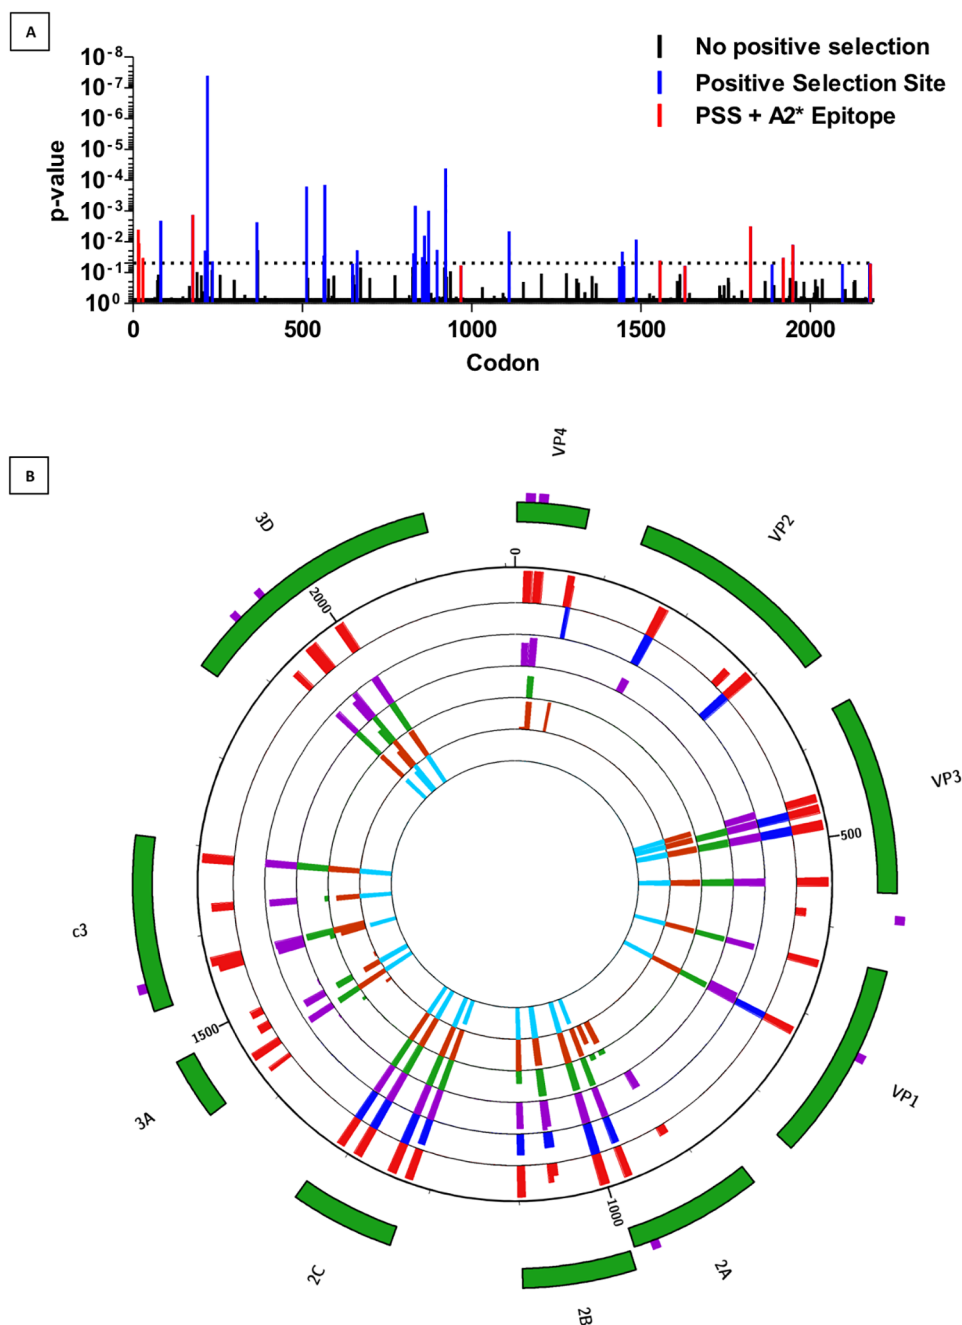 A
No positive selection
Positive Selection Site
PSS + A2* Epitope
p-value
10-8
10-7
10-6
10-5
10-4
10-3
10-2
10-1
100
0 500 1000 1500 2000
Codon
B
VP4
3D
VP2
0
2000
VP3
500
c3
1500
3A
VP1
1000
2A
2C
2B